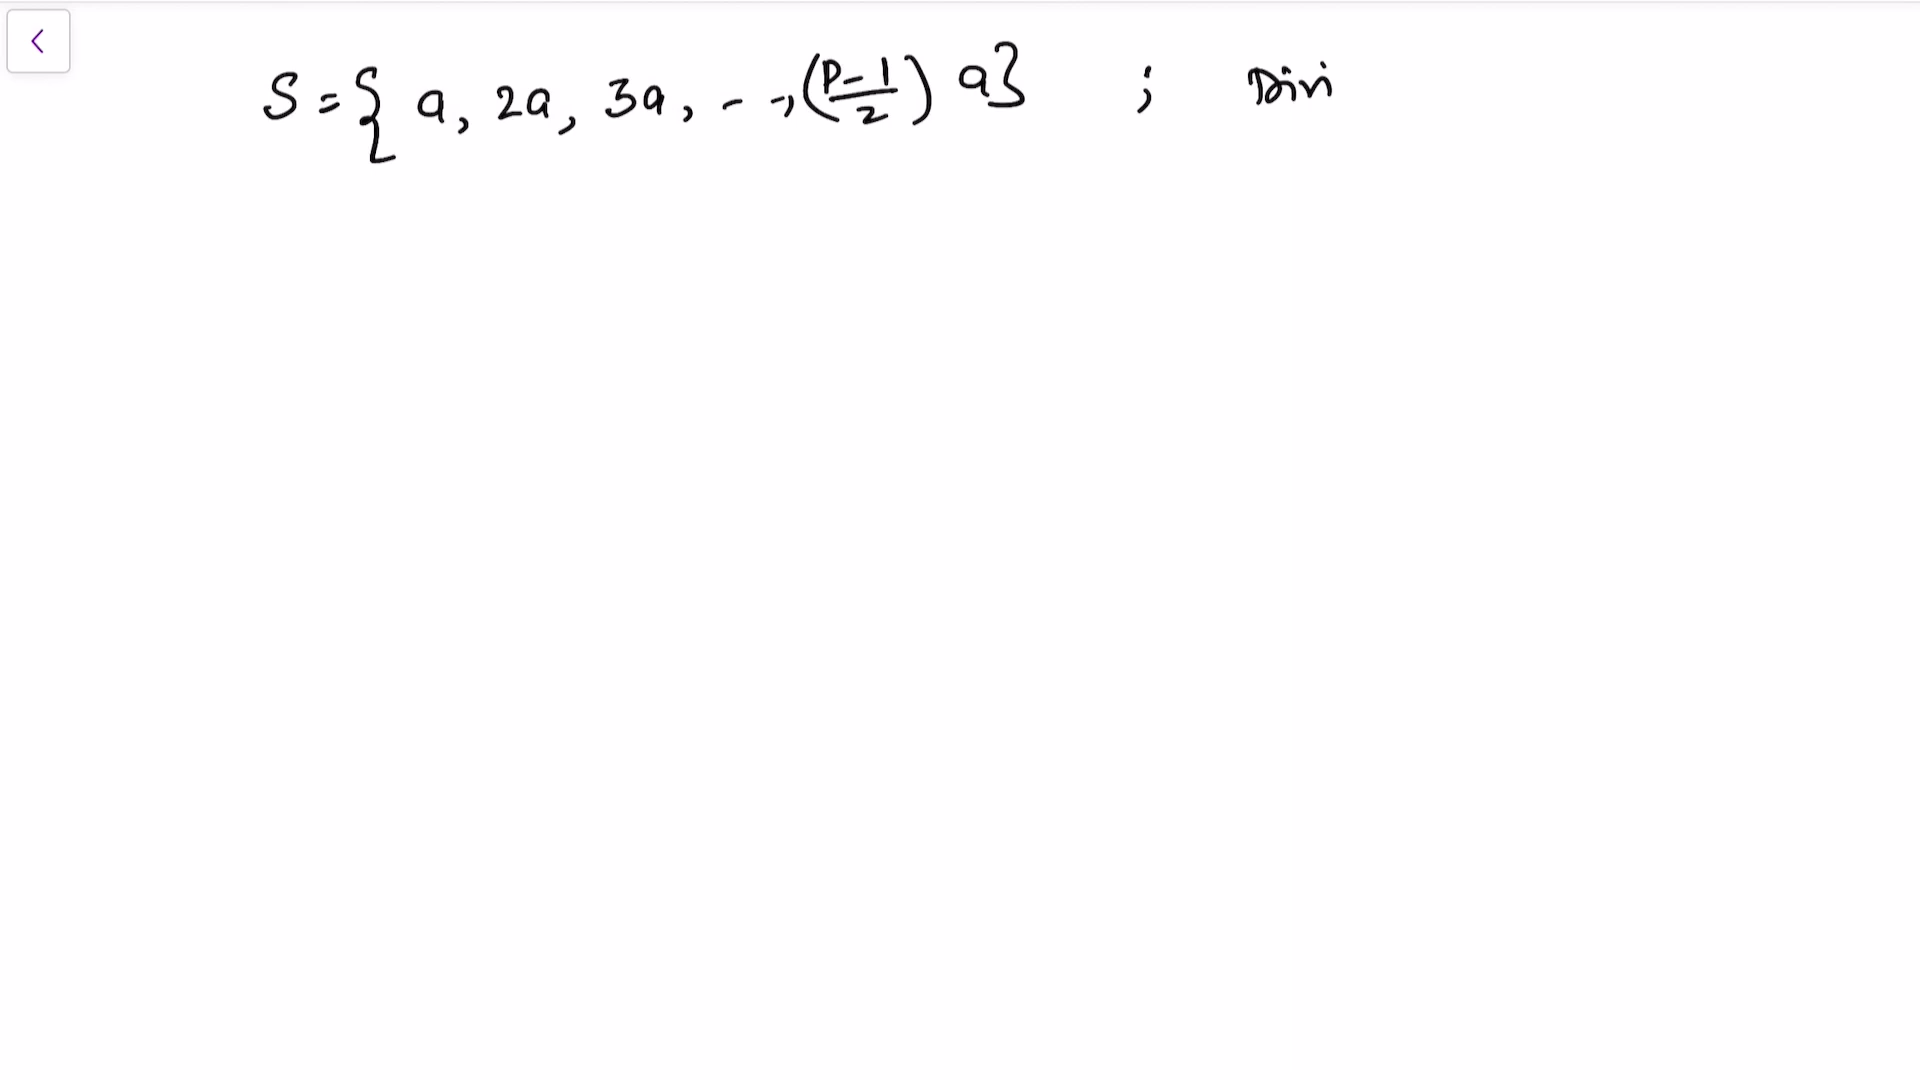 S = { a, 2a, 3a, - -, (P-1/2) a} ; Divi